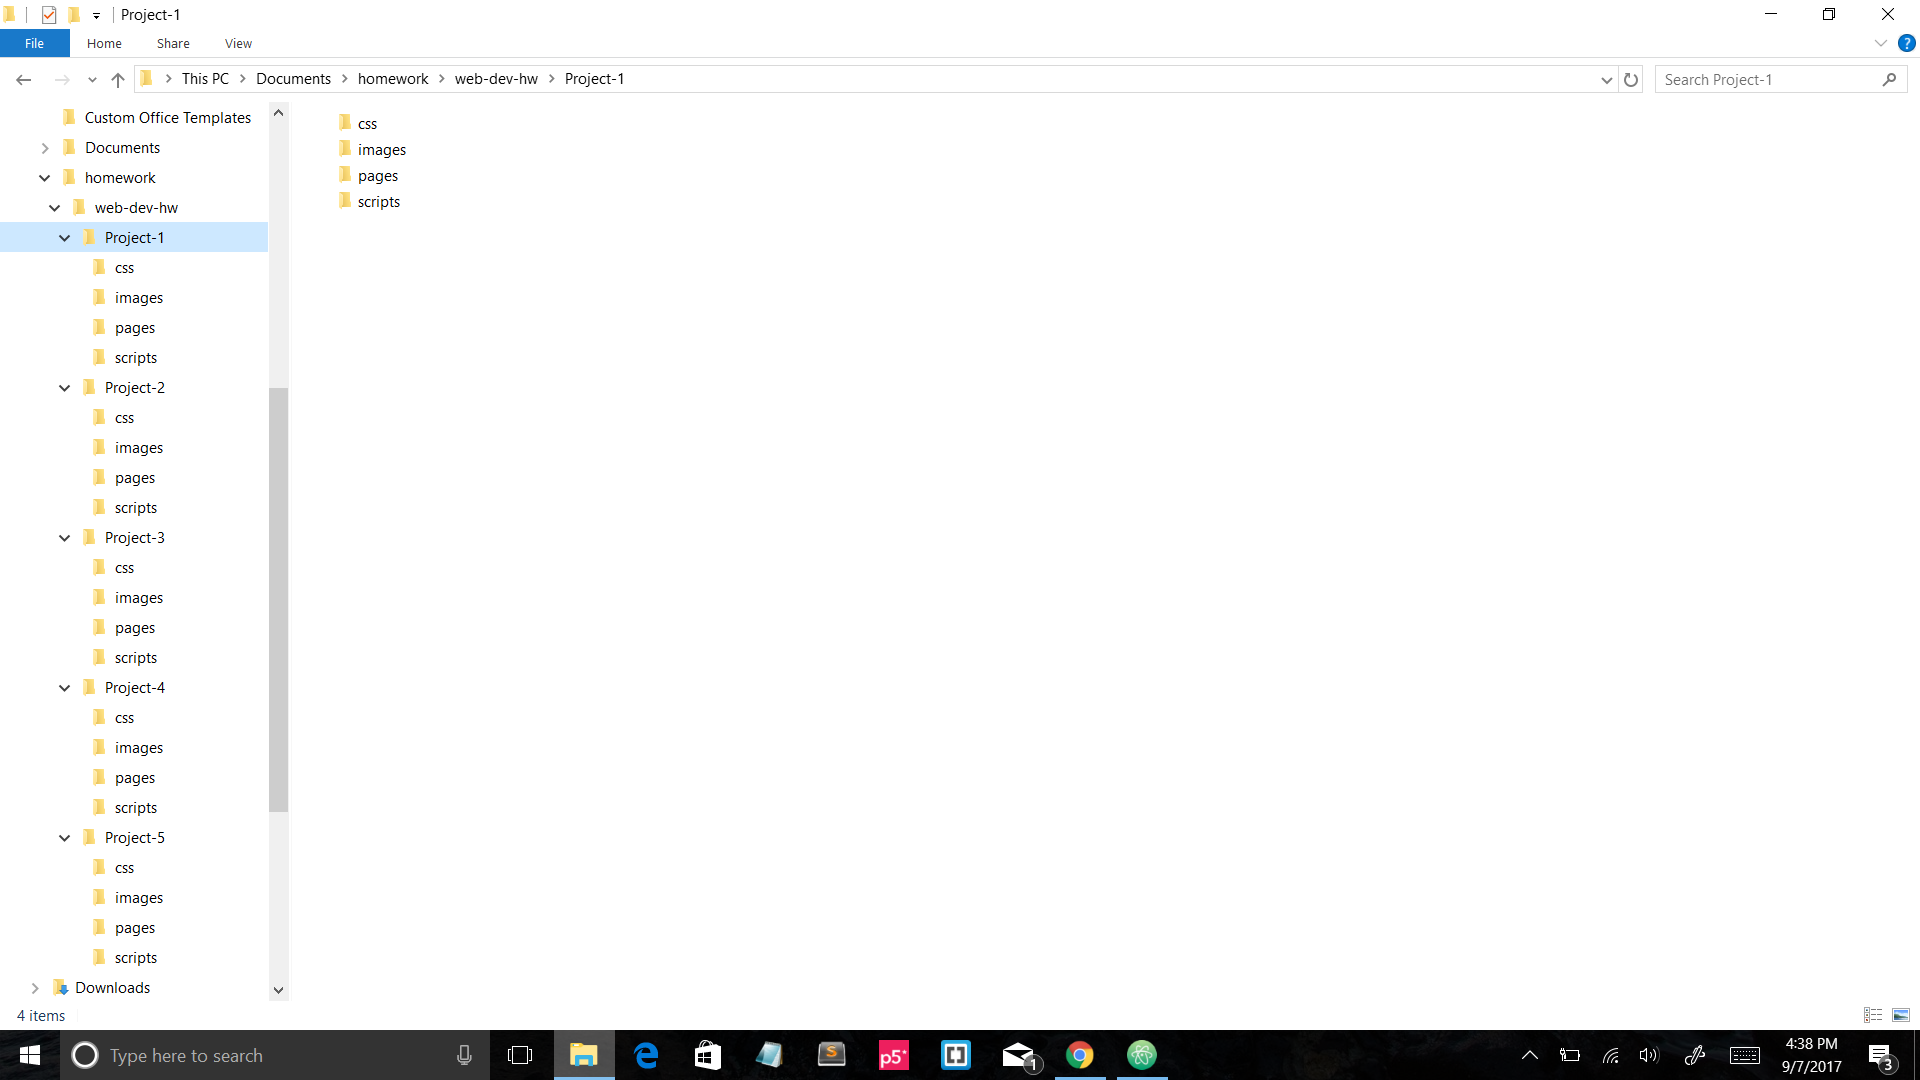 Project-1
File Home Share View
?
This PC > Documents > homework > web-dev-hw > Project-1
Search Project-1
Custom Office Templates
Documents
homework
web-dev-hw
Project-1
css
images
pages
scripts
Project-2
css
images
pages
scripts
Project-3
css
images
pages
scripts
Project-4
css
images
pages
scripts
Project-5
css
images
pages
scripts
Downloads
css
images
pages
scripts
4 items
Type here to search
S
p5*
1
4:38 PM
9/7/2017
3